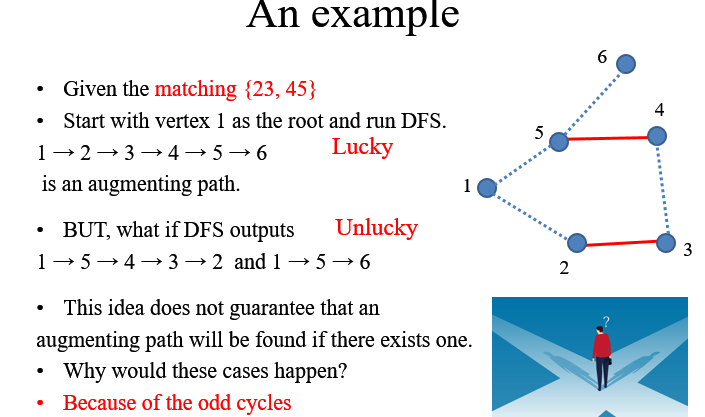 An example
• Given the matching {23, 45}
• Start with vertex 1 as the root and run DFS.
1 → 2 → 3 → 4 → 5 → 6 Lucky
is an augmenting path.
• BUT, what if DFS outputs Unlucky
1 → 5 → 4 → 3 → 2 and 1 → 5 → 6
• This idea does not guarantee that an
augmenting path will be found if there exists one.
• Why would these cases happen?
• Because of the odd cycles
6
4
5
1
3
2
?